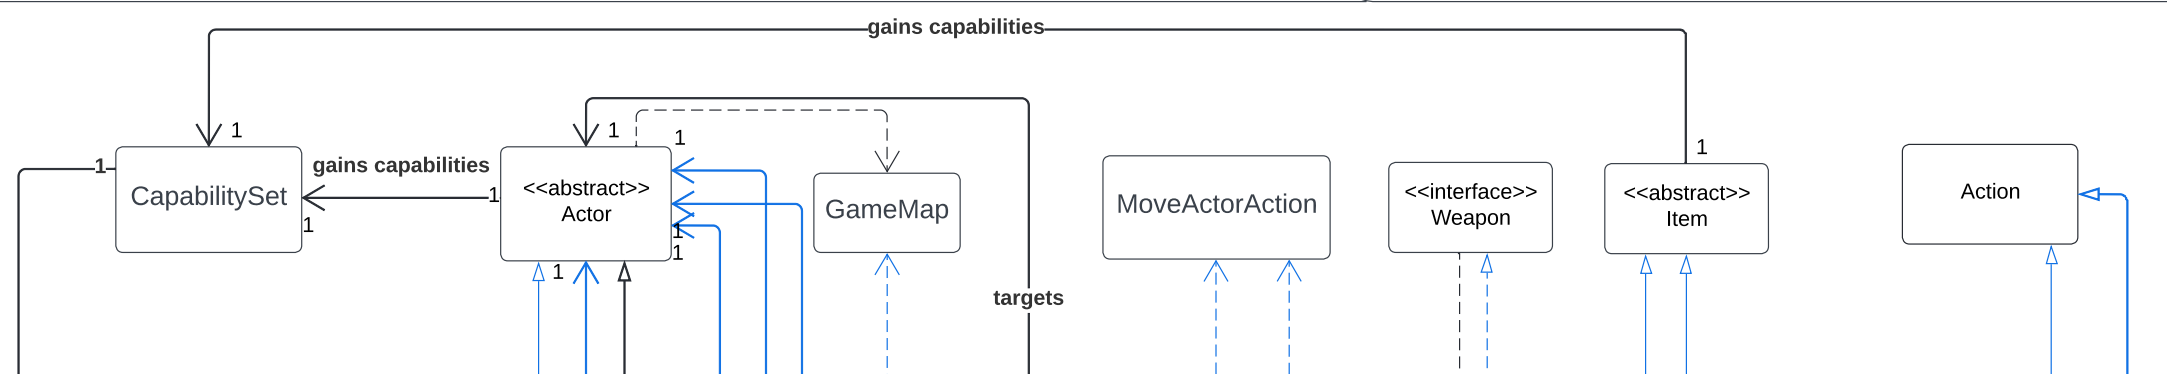 gains capabilities
1
1
1
1
1
gains capabilities
1
1
CapabilitySet
<<abstract>>
Actor
1
1
1
GameMap
MoveActorAction
<<interface>>
Weapon
<<abstract>>
Item
Action
targets